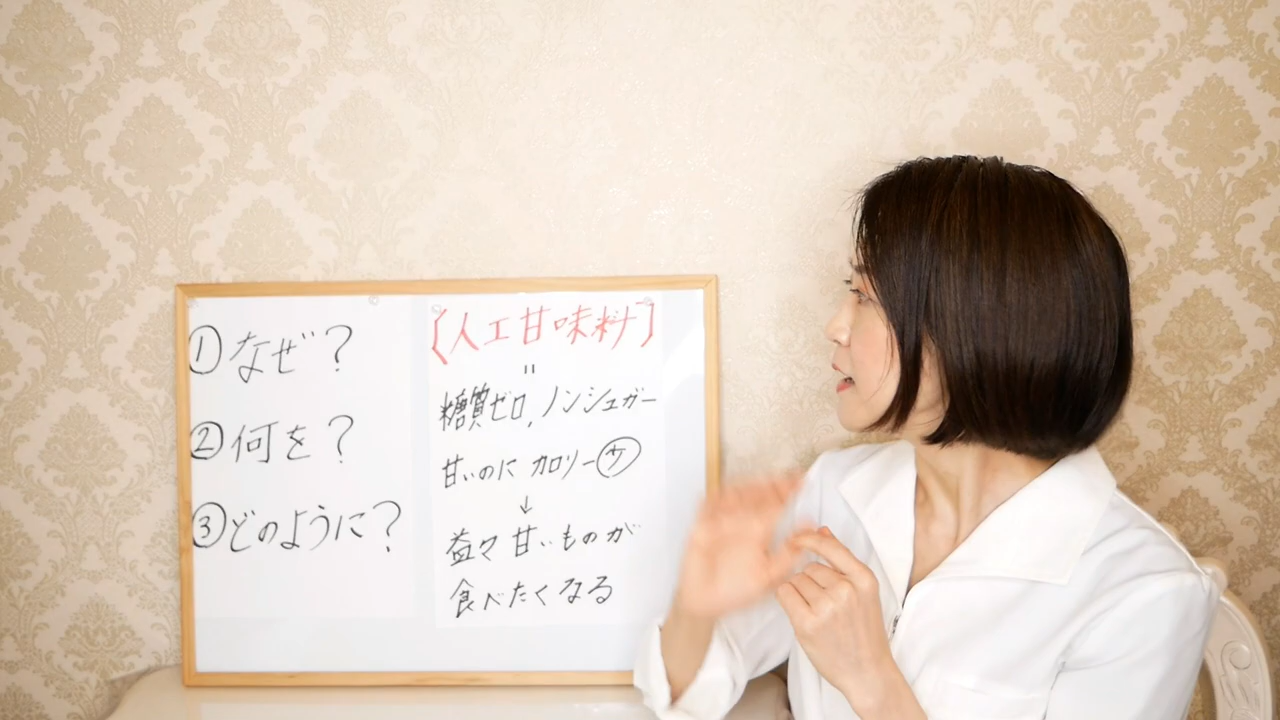 ①なぜ?
②何を?
③どのように?
[人工甘味料]
=
糖質ゼロ,ノンシュガー
甘いのにカロリー㋘
↓
益々甘いものが
食べたくなる